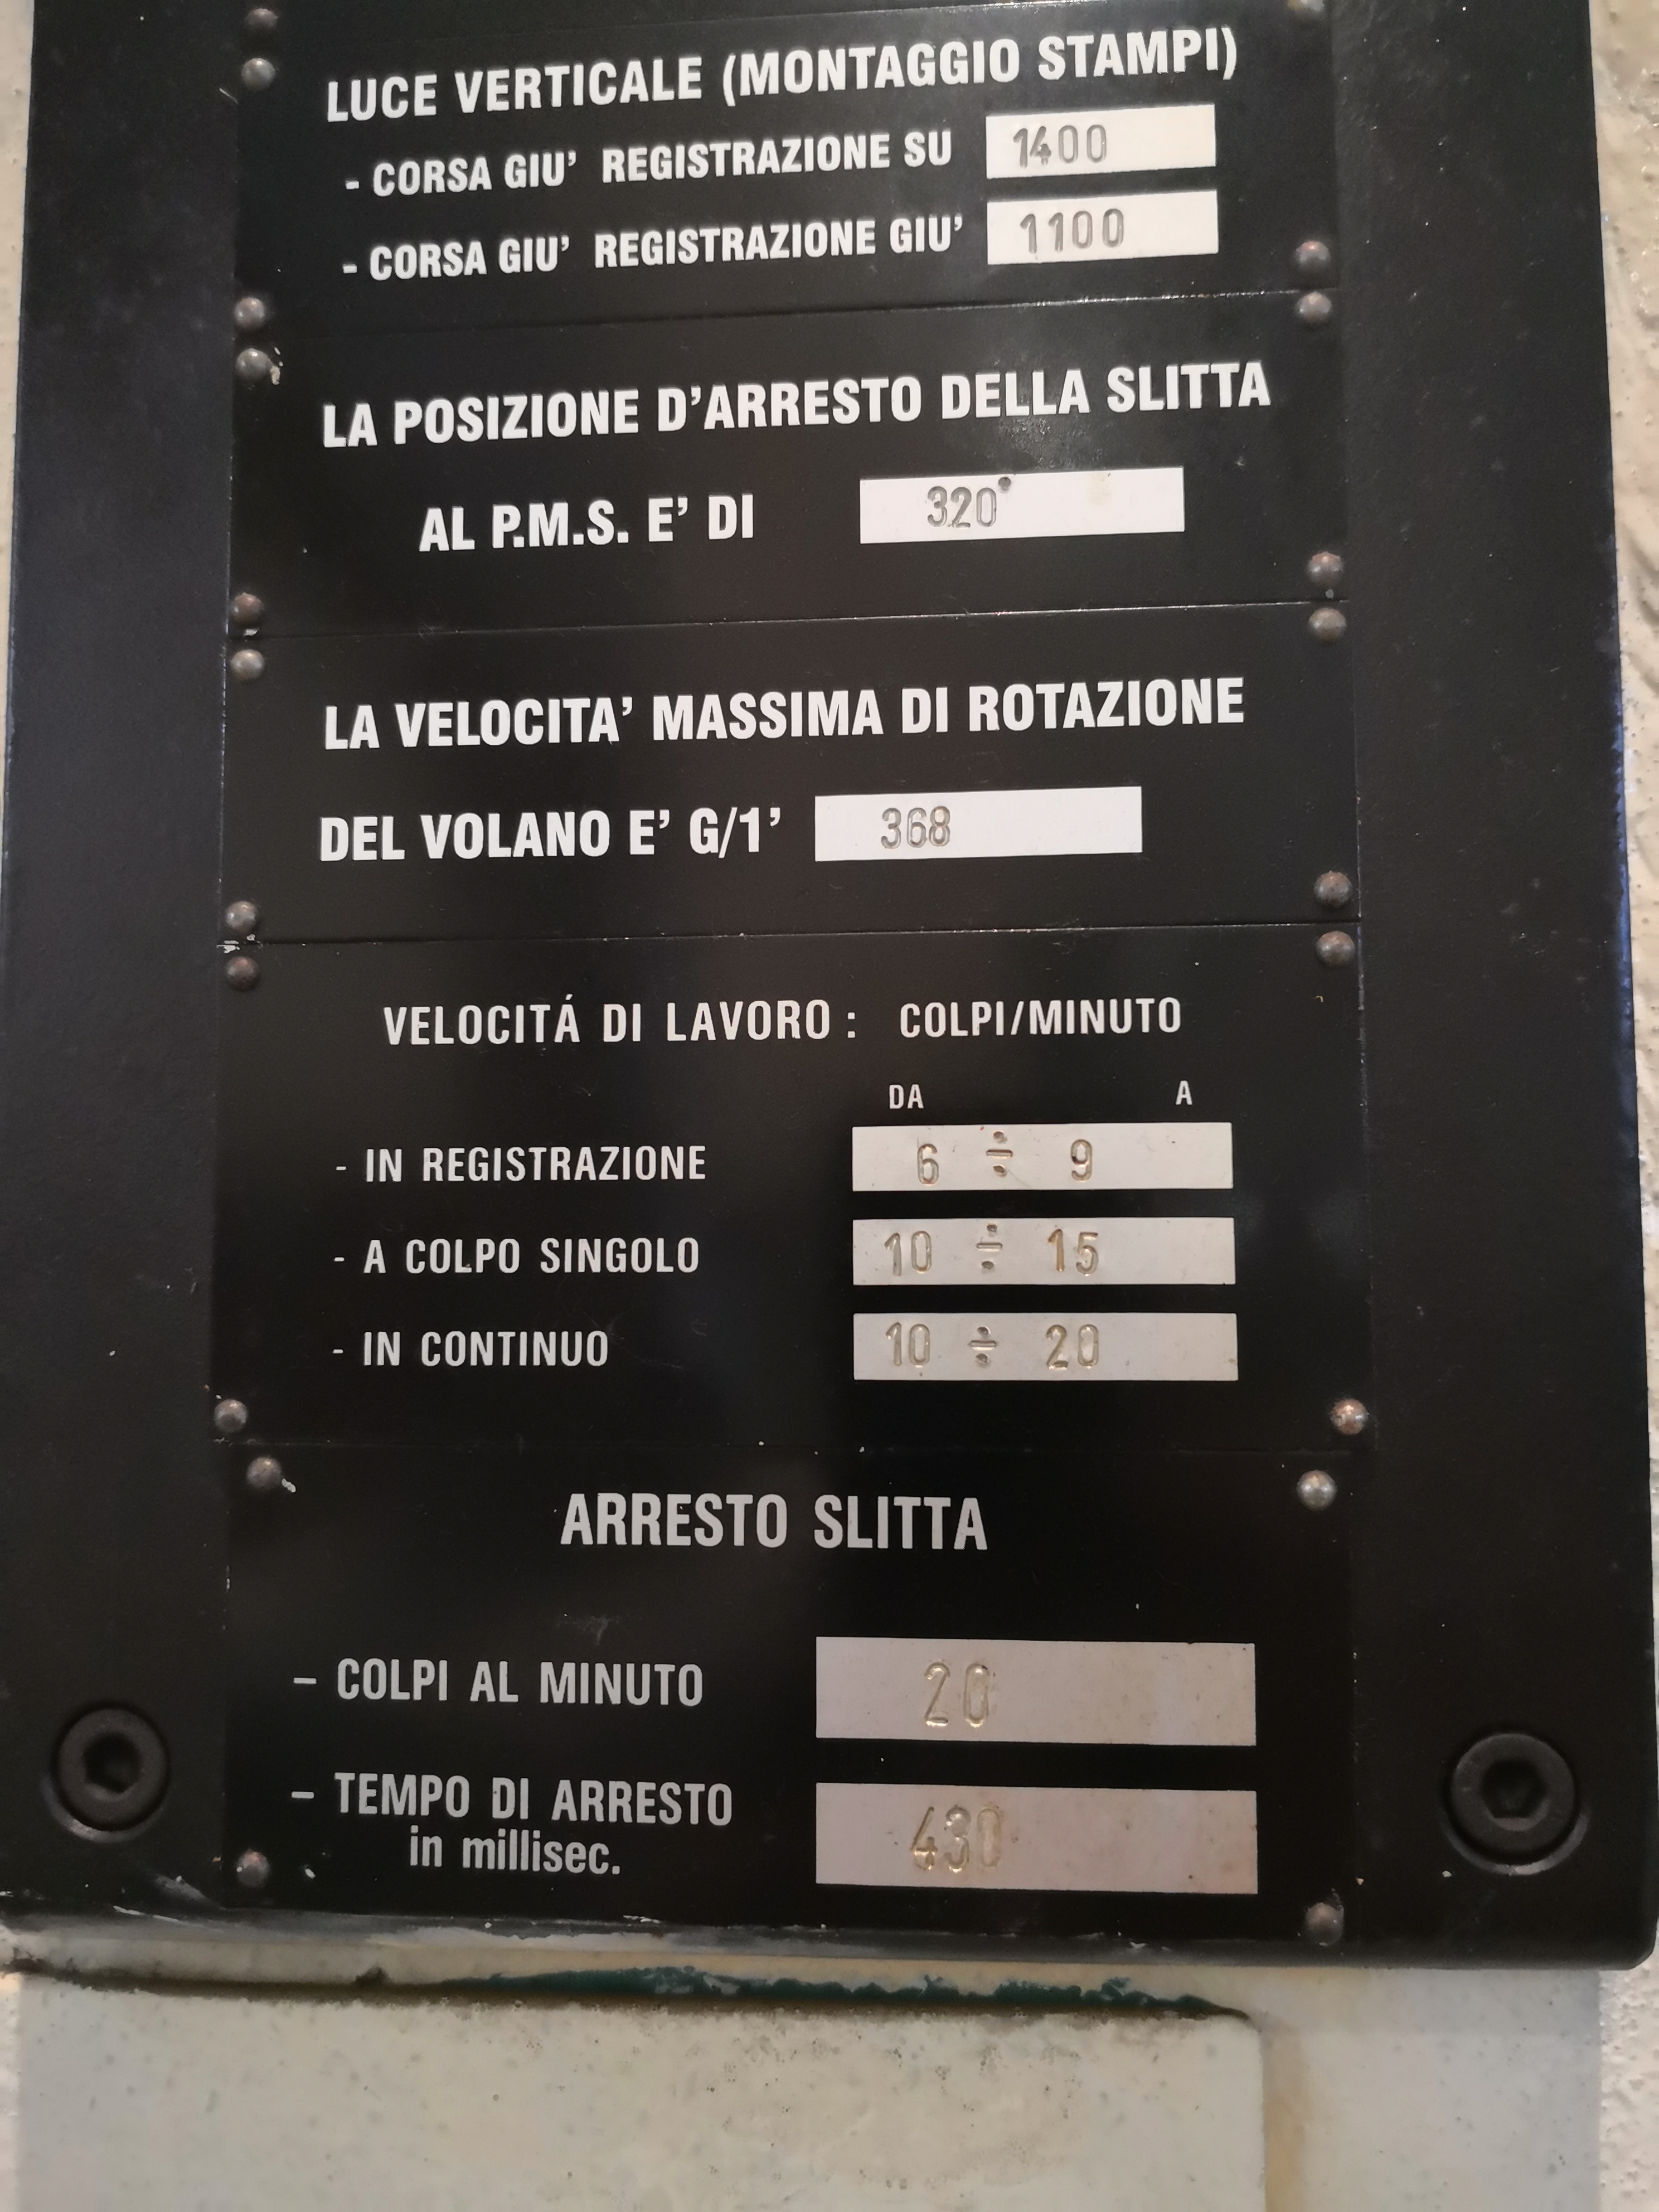 LUCE VERTICALE (MONTAGGIO STAMPI)
- CORSA GIU' REGISTRAZIONE SU 1400
- CORSA GIU' REGISTRAZIONE GIU' 1100
LA POSIZIONE D'ARRESTO DELLA SLITTA
AL P.M.S. E' DI 320°
LA VELOCITA' MASSIMA DI ROTAZIONE
DEL VOLANO E' G/1' 368
VELOCITÁ DI LAVORO : COLPI/MINUTO
DA A
- IN REGISTRAZIONE 6 ÷ 9
- A COLPO SINGOLO 10 ÷ 15
- IN CONTINUO 10 ÷ 20
ARRESTO SLITTA
– COLPI AL MINUTO 20
– TEMPO DI ARRESTO 430
in millisec.